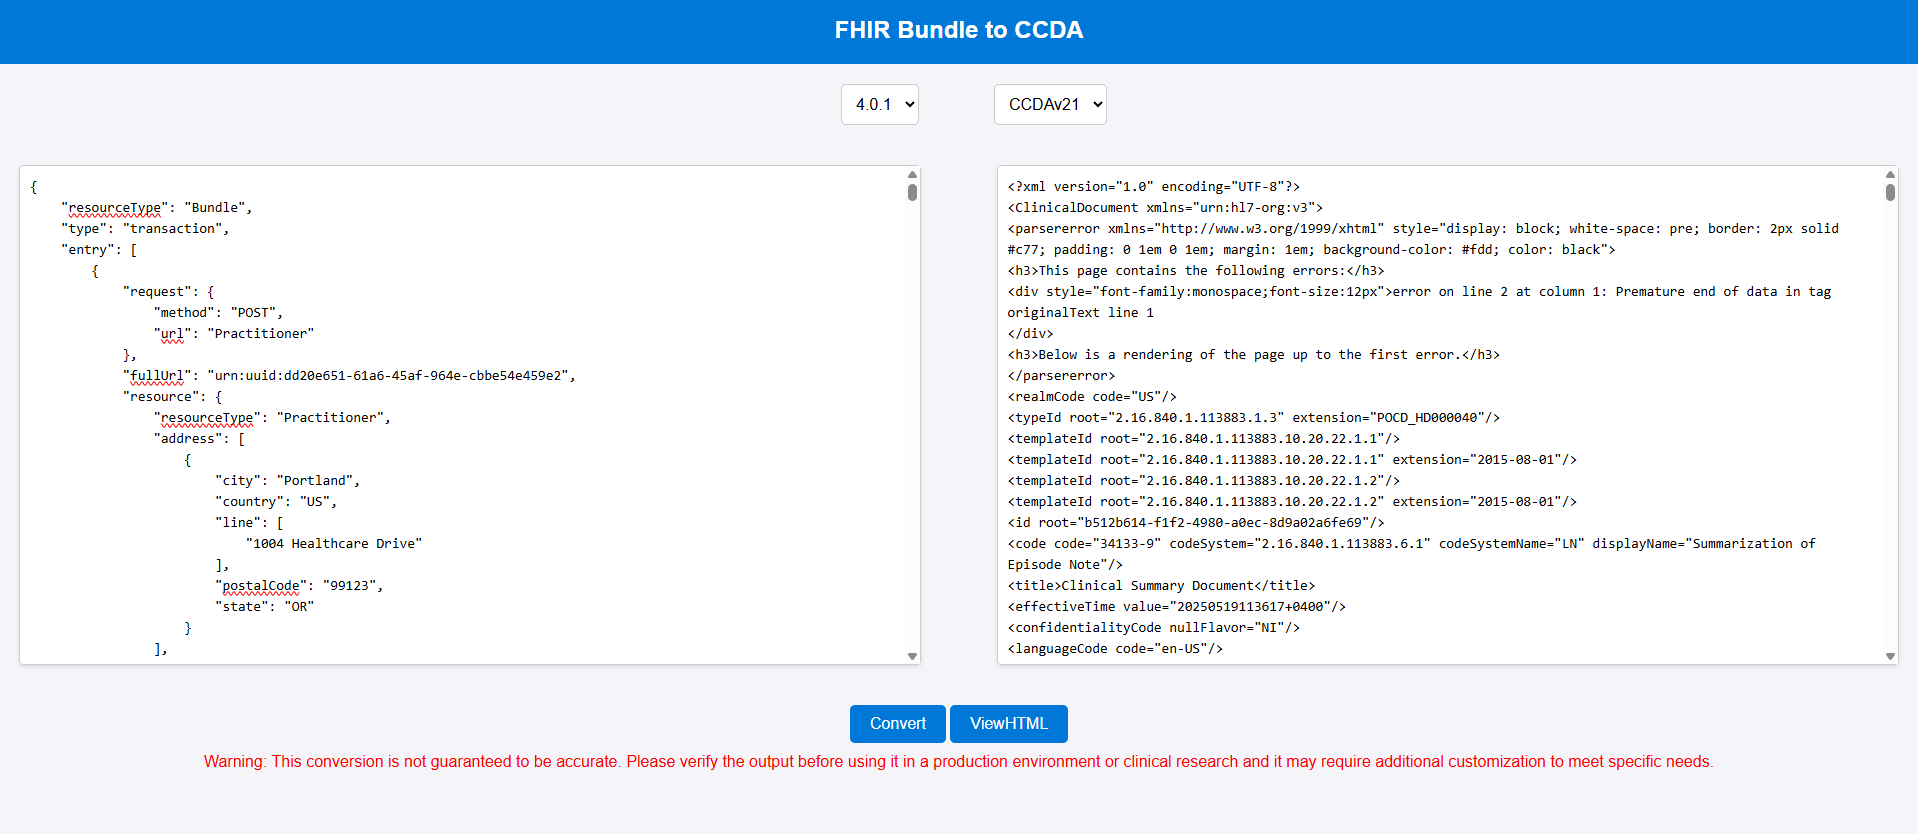 FHIR Bundle to CCDA
4.0.1
CCDAv21
{
    "resourceType": "Bundle",
    "type": "transaction",
    "entry": [
        {
            "request": {
                "method": "POST",
                "url": "Practitioner"
            },
            "fullUrl": "urn:uuid:dd20e651-61a6-45af-964e-cbbe54e459e2",
            "resource": {
                "resourceType": "Practitioner",
                "address": [
                    {
                        "city": "Portland",
                        "country": "US",
                        "line": [
                            "1004 Healthcare Drive"
                        ],
                        "postalCode": "99123",
                        "state": "OR"
                    }
                ],
<?xml version="1.0" encoding="UTF-8"?>
<ClinicalDocument xmlns="urn:hl7-org:v3">
<parsererror xmlns="http://www.w3.org/1999/xhtml" style="display: block; white-space: pre; border: 2px solid
#c77; padding: 0 1em 0 1em; margin: 1em; background-color: #fdd; color: black">
<h3>This page contains the following errors:</h3>
<div style="font-family:monospace;font-size:12px">error on line 2 at column 1: Premature end of data in tag
originalText line 1
</div>
<h3>Below is a rendering of the page up to the first error.</h3>
</parsererror>
<realmCode code="US"/>
<typeId root="2.16.840.1.113883.1.3" extension="POCD_HD000040"/>
<templateId root="2.16.840.1.113883.10.20.22.1.1"/>
<templateId root="2.16.840.1.113883.10.20.22.1.1" extension="2015-08-01"/>
<templateId root="2.16.840.1.113883.10.20.22.1.2"/>
<templateId root="2.16.840.1.113883.10.20.22.1.2" extension="2015-08-01"/>
<id root="b512b614-f1f2-4980-a0ec-8d9a02a6fe69"/>
<code code="34133-9" codeSystem="2.16.840.1.113883.6.1" codeSystemName="LN" displayName="Summarization of
Episode Note"/>
<title>Clinical Summary Document</title>
<effectiveTime value="20250519113617+0400"/>
<confidentialityCode nullFlavor="NI"/>
<languageCode code="en-US"/>
Convert
ViewHTML
Warning: This conversion is not guaranteed to be accurate. Please verify the output before using it in a production environment or clinical research and it may require additional customization to meet specific needs.